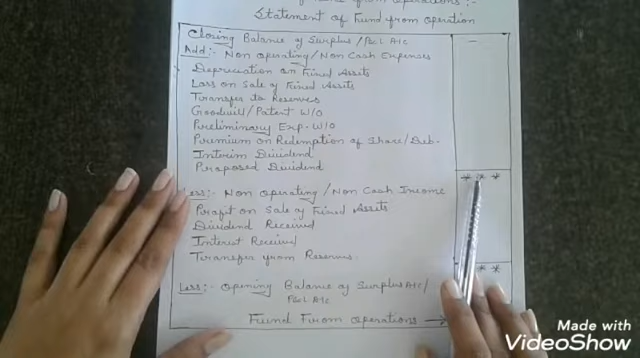 Statement of Fund from operation
Closing Balance of Surplus / P&L A/c
Add:- Non Operating/Non Cash Expenses
Depreciation on Fixed Assets
Loss on Sale of Fixed Assets
Transfer to Reserves
Goodwill/Patent W/O
Preliminary Exp. W/O
Premium on Redemption of Share/Deb.
Interim Dividend
Proposed Dividend
* * *
Less:- Non Operating / Non Cash Income
Profit on Sale of Fixed Assets
Dividend Received
Interest Received
Transfer from Reserves.
* *
Less:- Opening Balance of Surplus A/c/
P&L A/c
Fund From Operations →
Made with
VideoShow